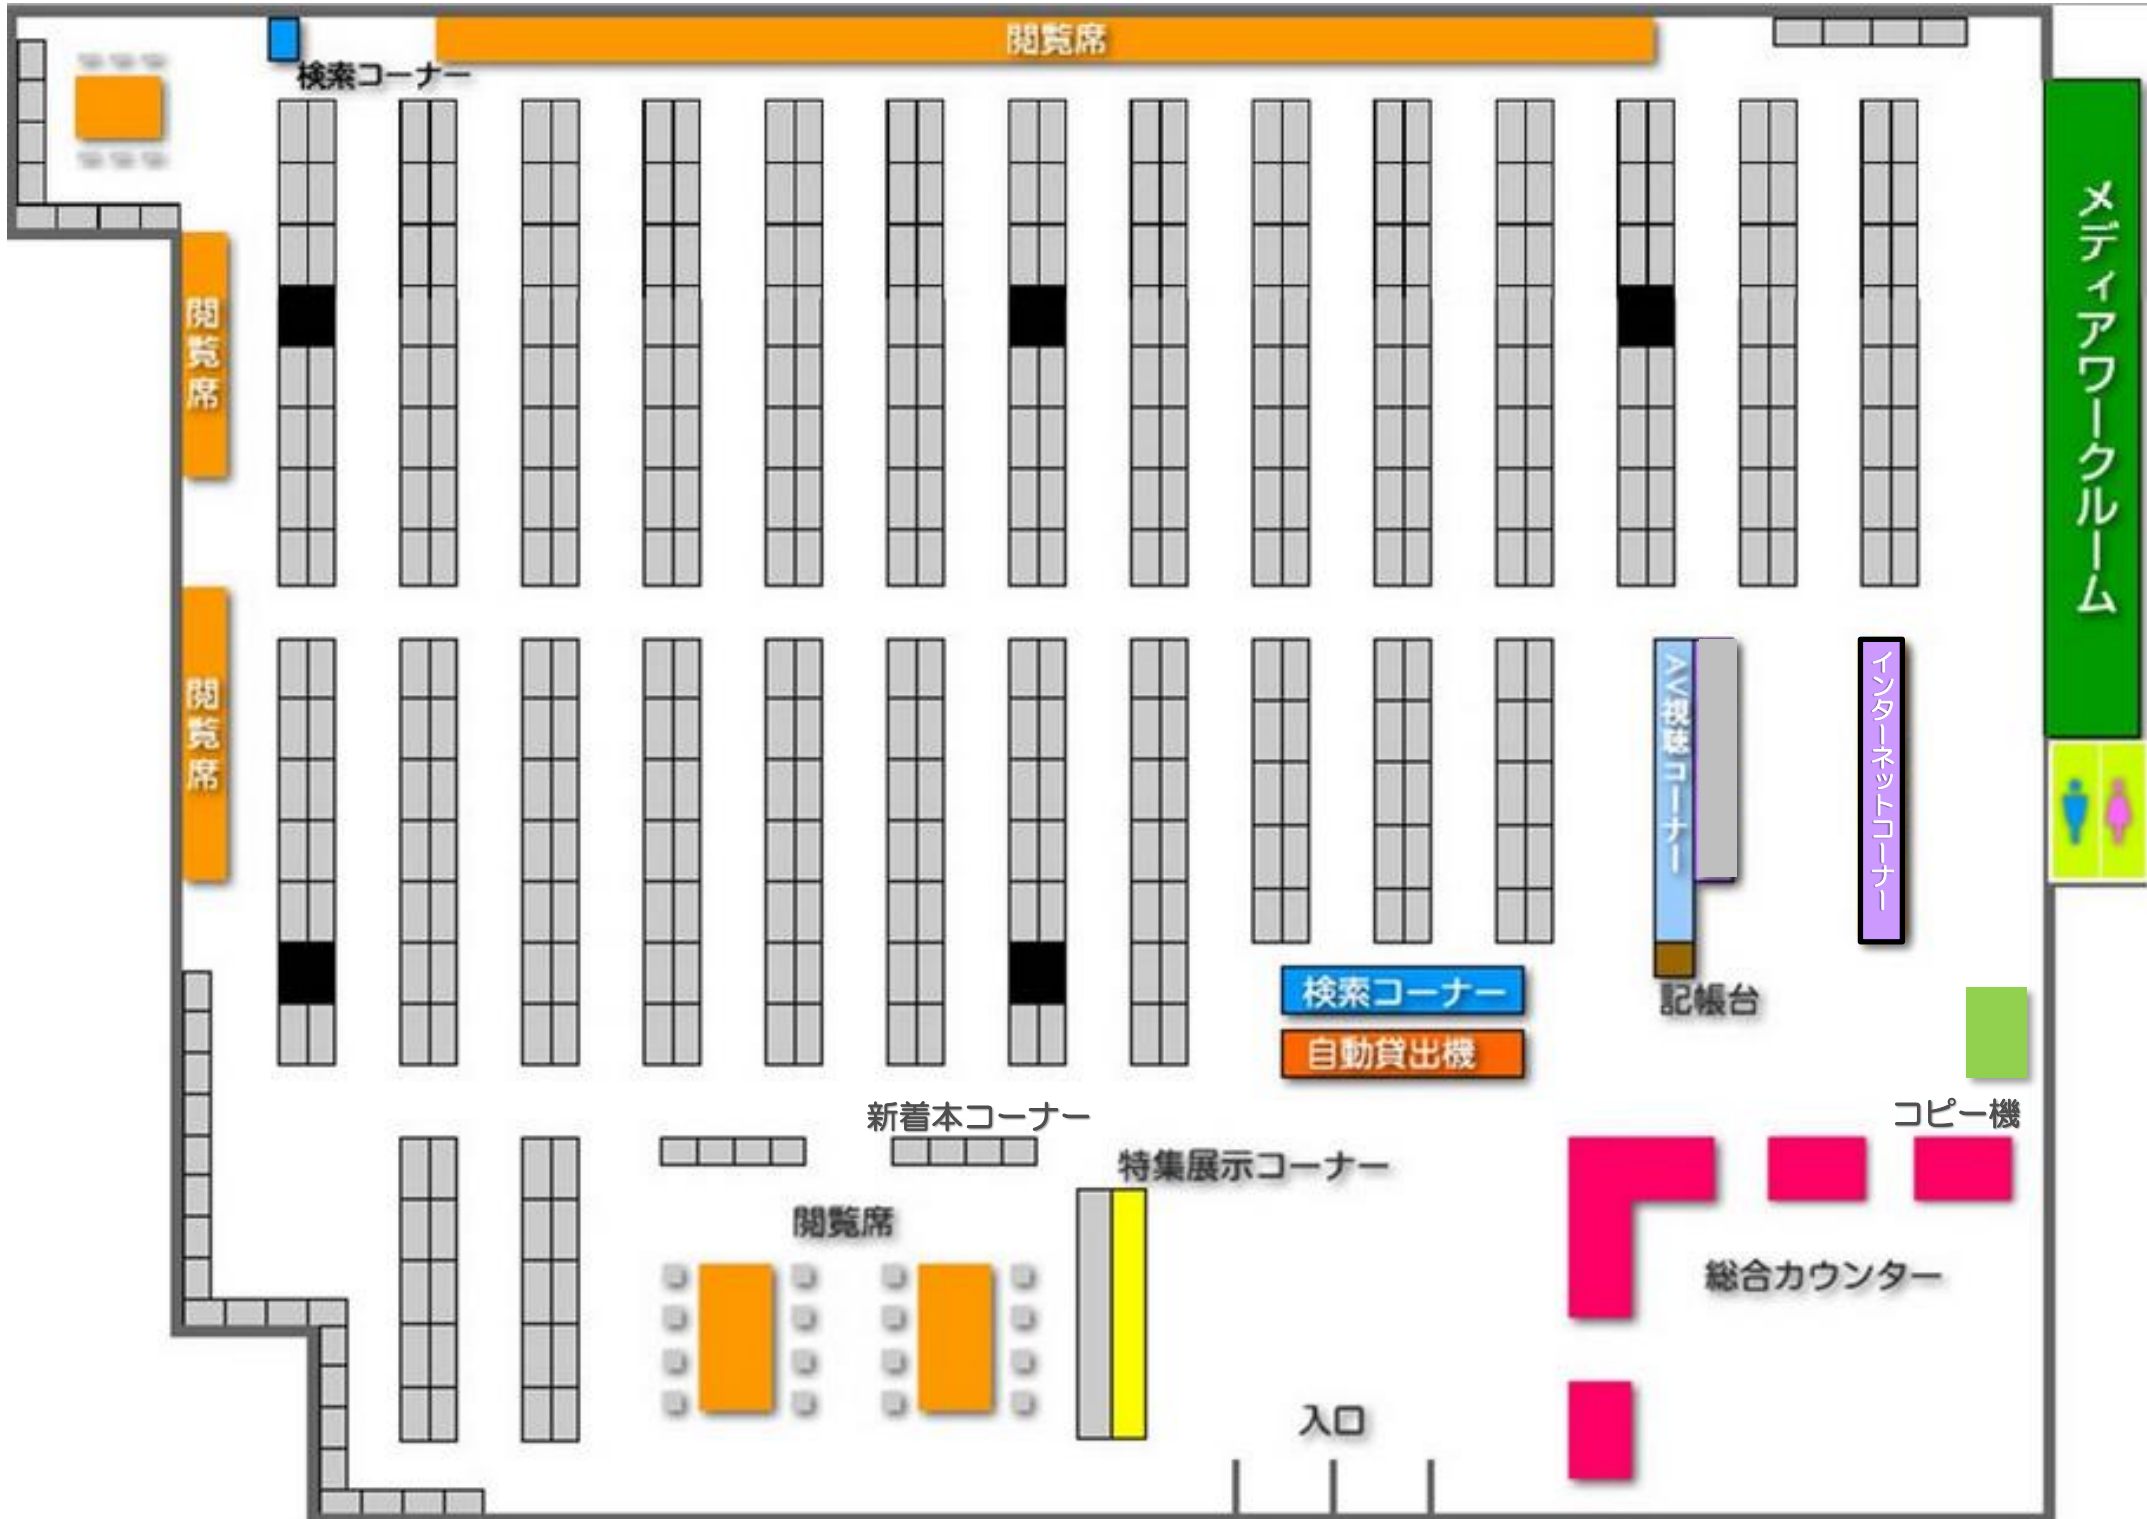 閲覧席
検索コーナー
閲覧席
メディアワークルーム
閲覧席
AV視聴コーナー
インターネットコーナー
検索コーナー
記帳台
自動貸出機
新着本コーナー
コピー機
特集展示コーナー
閲覧席
総合カウンター
入口